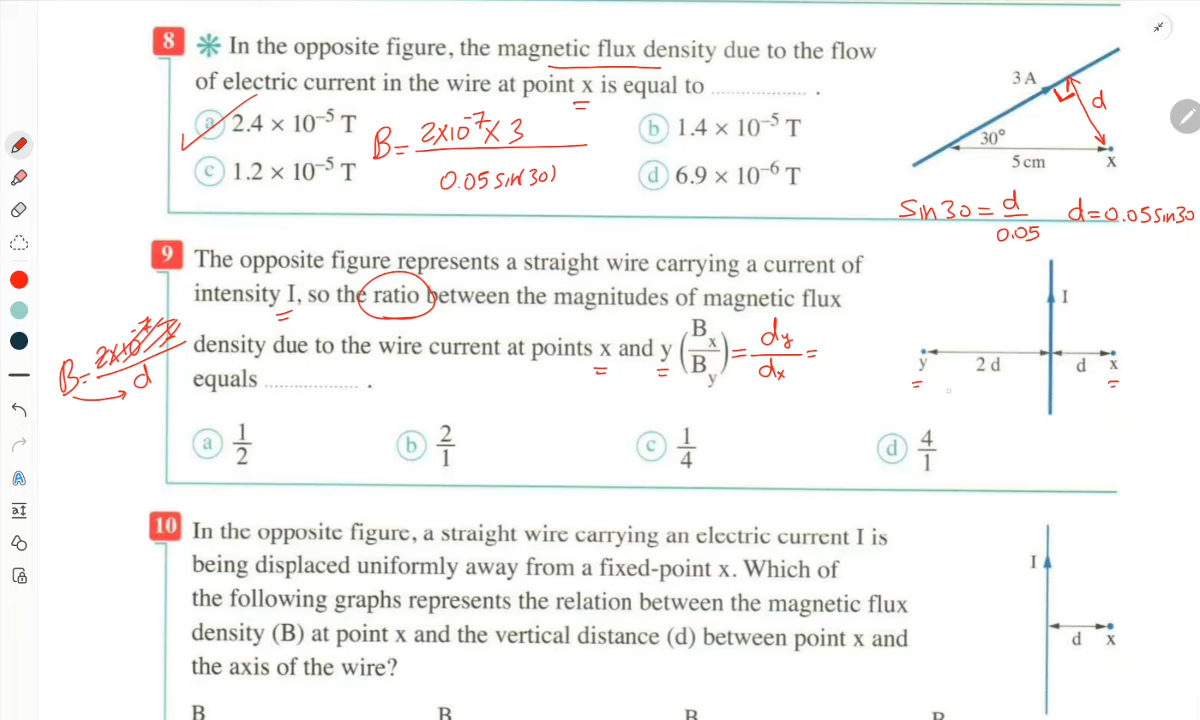 8 In the opposite figure, the magnetic flux density due to the flow
of electric current in the wire at point x is equal to .................. .
a 2.4 × 10⁻⁵ T
b 1.4 × 10⁻⁵ T
c 1.2 × 10⁻⁵ T
d 6.9 × 10⁻⁶ T
B = 2×10⁻⁷ × 3 / 0.05 sin(30)
3 A
d
30°
5 cm
x
Sin 30 = d / 0.05
d = 0.05 sin 30
9 The opposite figure represents a straight wire carrying a current of
intensity I, so the ratio between the magnitudes of magnetic flux
density due to the wire current at points x and y (Bx/By) = dy/dx =
equals .................. .
B = 2×10⁻⁷ I / d
I
y
2 d
d
x
a 1/2
b 2/1
c 1/4
d 4/1
10 In the opposite figure, a straight wire carrying an electric current I is
being displaced uniformly away from a fixed-point x. Which of
the following graphs represents the relation between the magnetic flux
density (B) at point x and the vertical distance (d) between point x and
the axis of the wire?
I
d
x
B
B
B
B